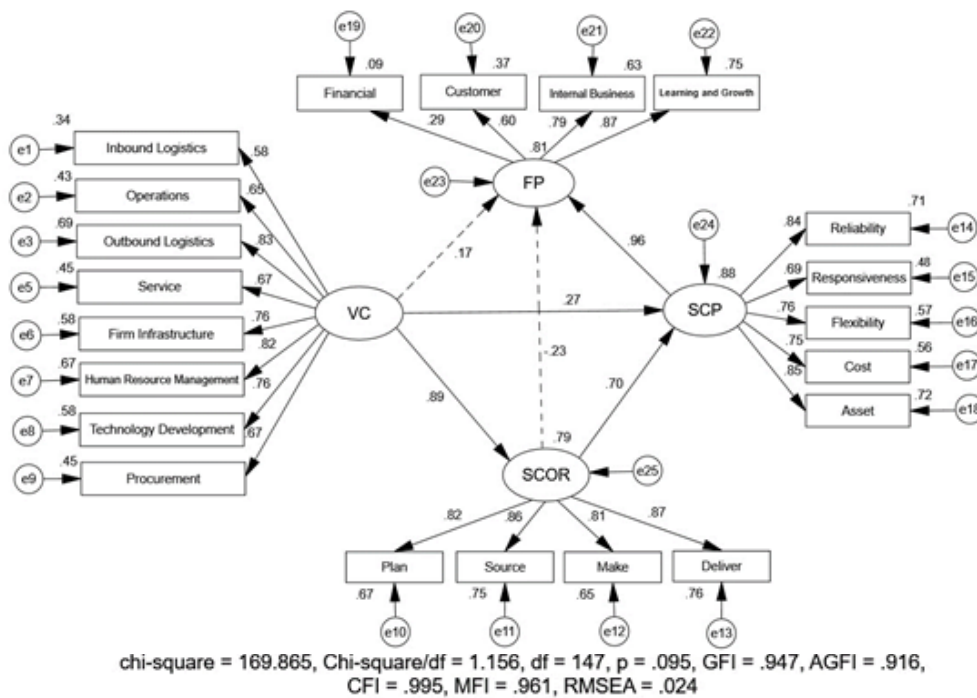 e19
e20
e21
e22
.09
.37
.63
.75
Financial
Customer
Internal Business
Learning and Growth
.29
.60
.79
.87
.81
e23
FP
.34
e1
Inbound Logistics
.58
.43
e2
Operations
.65
.69
e3
Outbound Logistics
.83
.45
e5
Service
.67
.58
e6
Firm Infrastructure
.76
.67
e7
Human Resource Management
.82
.58
e8
Technology Development
.76
.45
e9
Procurement
.67
VC
.17
.27
.96
-.23
.89
.70
e24
.88
SCP
.84
Reliability
.71
e14
.69
Responsiveness
.48
e15
.76
Flexibility
.57
e16
.75
Cost
.56
e17
.85
Asset
.72
e18
.79
SCOR
e25
.82
.86
.81
.87
Plan
Source
Make
Deliver
.67
.75
.65
.76
e10
e11
e12
e13
chi-square = 169.865, Chi-square/df = 1.156, df = 147, p = .095, GFI = .947, AGFI = .916,
CFI = .995, MFI = .961, RMSEA = .024